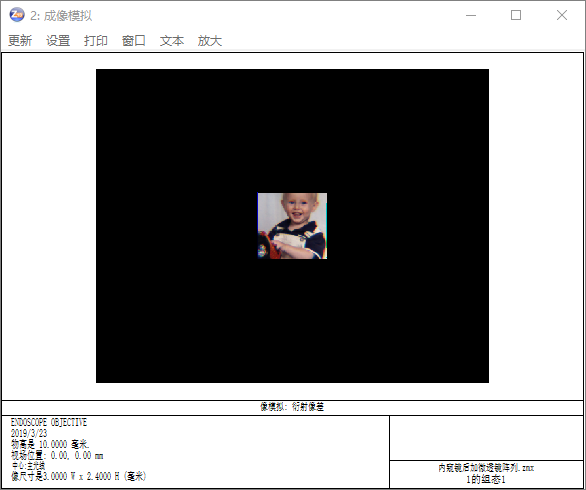 2: 成像模拟
更新 设置 打印 窗口 文本 放大
像模拟: 衍射像差
ENDOSCOPE OBJECTIVE
2019/3/23
物高是 10.0000 毫米.
视场位置: 0.00, 0.00 mm
中心:主光线
像尺寸是3.0000 W x 2.4000 H (毫米)
内窥镜后加微透镜阵列.zmx
1的组态1